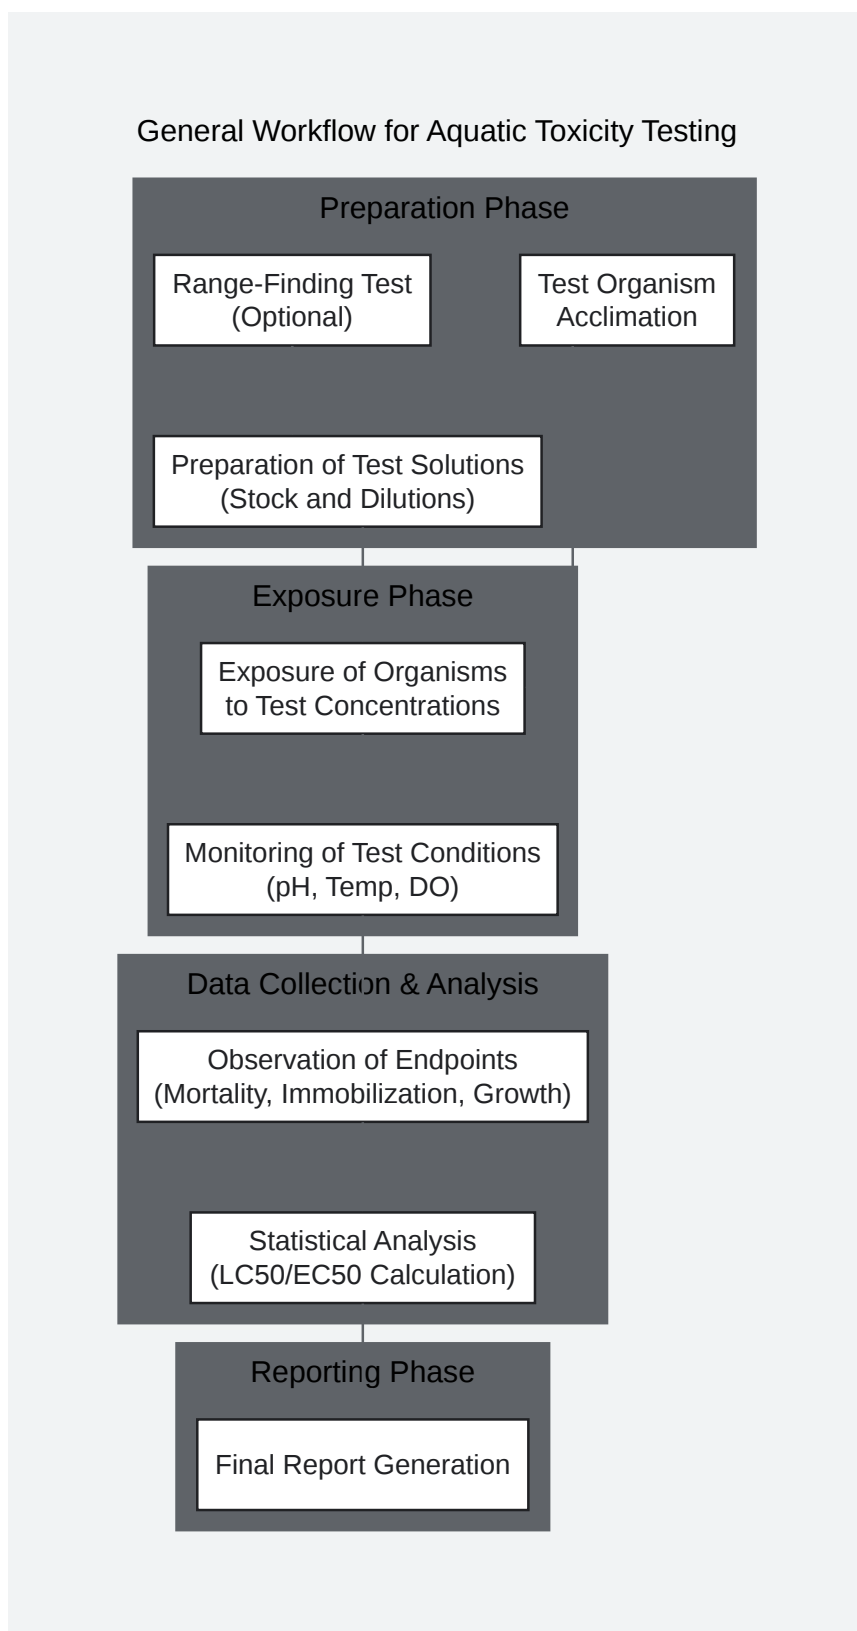 General Workflow for Aquatic Toxicity Testing
Preparation Phase
Range-Finding Test
(Optional)
Test Organism
Acclimation
Preparation of Test Solutions
(Stock and Dilutions)
Exposure Phase
Exposure of Organisms
to Test Concentrations
Monitoring of Test Conditions
(pH, Temp, DO)
Data Collection & Analysis
Observation of Endpoints
(Mortality, Immobilization, Growth)
Statistical Analysis
(LC50/EC50 Calculation)
Reporting Phase
Final Report Generation